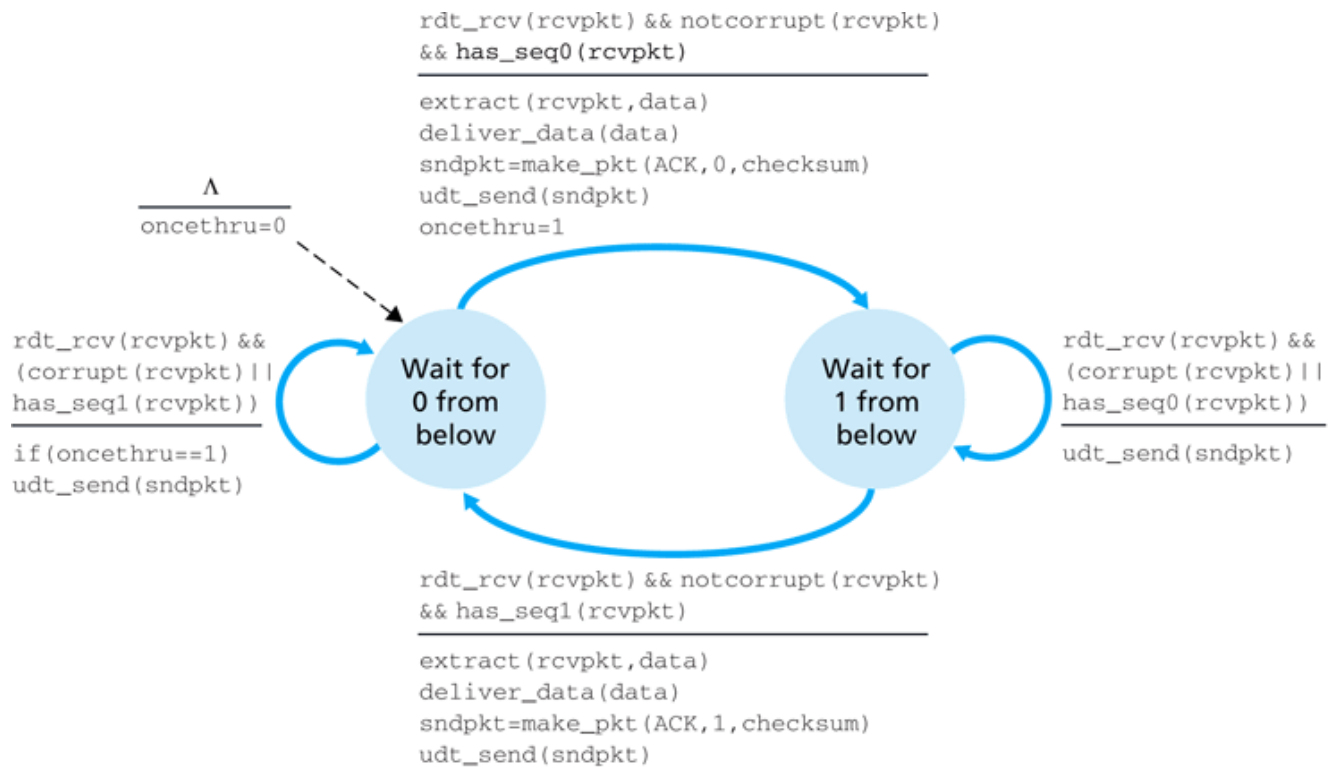 rdt_rcv(rcvpkt) && notcorrupt(rcvpkt)
&& has_seq0(rcvpkt)
extract(rcvpkt,data)
deliver_data(data)
sndpkt=make_pkt(ACK,0,checksum)
udt_send(sndpkt)
oncethru=1
Λ
oncethru=0
rdt_rcv(rcvpkt) &&
(corrupt(rcvpkt)||
has_seq1(rcvpkt))
if(oncethru==1)
udt_send(sndpkt)
Wait for
0 from
below
Wait for
1 from
below
rdt_rcv(rcvpkt) &&
(corrupt(rcvpkt)||
has_seq0(rcvpkt))
udt_send(sndpkt)
rdt_rcv(rcvpkt) && notcorrupt(rcvpkt)
&& has_seq1(rcvpkt)
extract(rcvpkt,data)
deliver_data(data)
sndpkt=make_pkt(ACK,1,checksum)
udt_send(sndpkt)